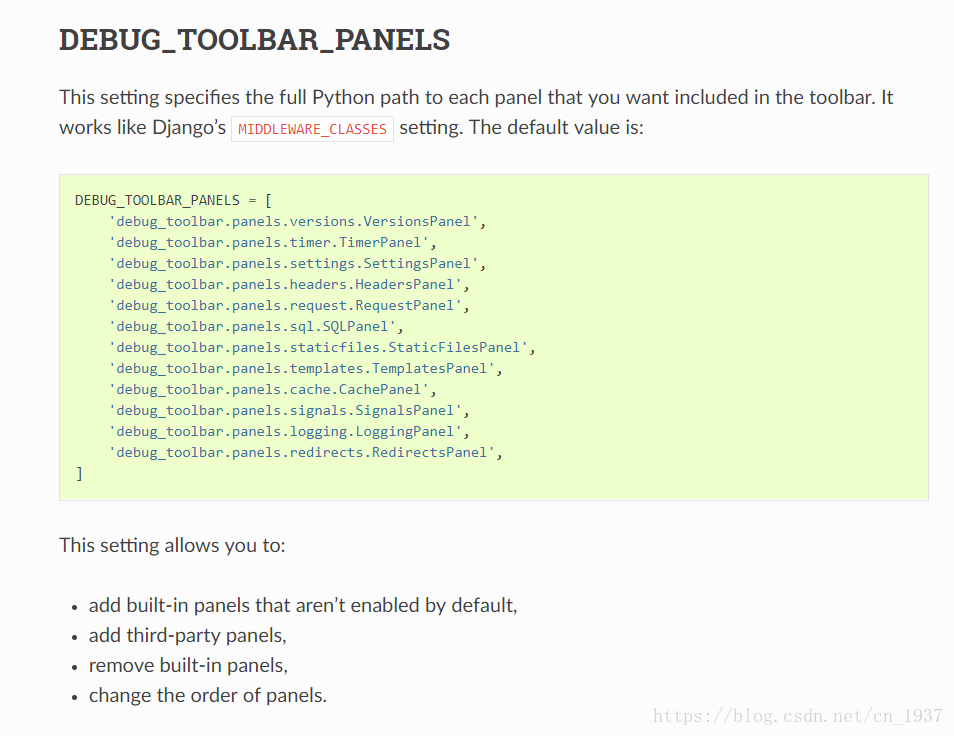 DEBUG_TOOLBAR_PANELS
This setting specifies the full Python path to each panel that you want included in the toolbar. It
works like Django’s MIDDLEWARE_CLASSES setting. The default value is:
DEBUG_TOOLBAR_PANELS = [
    'debug_toolbar.panels.versions.VersionsPanel',
    'debug_toolbar.panels.timer.TimerPanel',
    'debug_toolbar.panels.settings.SettingsPanel',
    'debug_toolbar.panels.headers.HeadersPanel',
    'debug_toolbar.panels.request.RequestPanel',
    'debug_toolbar.panels.sql.SQLPanel',
    'debug_toolbar.panels.staticfiles.StaticFilesPanel',
    'debug_toolbar.panels.templates.TemplatesPanel',
    'debug_toolbar.panels.cache.CachePanel',
    'debug_toolbar.panels.signals.SignalsPanel',
    'debug_toolbar.panels.logging.LoggingPanel',
    'debug_toolbar.panels.redirects.RedirectsPanel',
]
This setting allows you to:
• add built-in panels that aren’t enabled by default,
• add third-party panels,
• remove built-in panels,
• change the order of panels.
https://blog.csdn.net/cn_1937